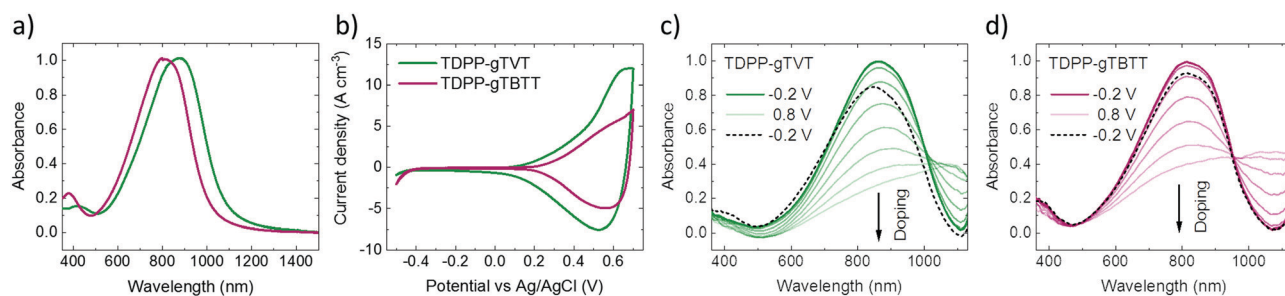 a)
Absorbance
1.0
0.8
0.6
0.4
0.2
0.0
400 600 800 1000 1200 1400
Wavelength (nm)
b)
Current density (A cm⁻³)
15
10
5
0
-5
-10
TDPP-gTVT
TDPP-gTBTT
-0.6 -0.4 -0.2 0.0 0.2 0.4 0.6 0.8
Potential vs Ag/AgCl (V)
c)
Absorbance
1.0
0.8
0.6
0.4
0.2
0.0
TDPP-gTVT
-0.2 V
0.8 V
-0.2 V
Doping
400 600 800 1000
Wavelength (nm)
d)
Absorbance
1.0
0.8
0.6
0.4
0.2
0.0
TDPP-gTBTT
-0.2 V
0.8 V
-0.2 V
Doping
400 600 800 1000
Wavelength (nm)